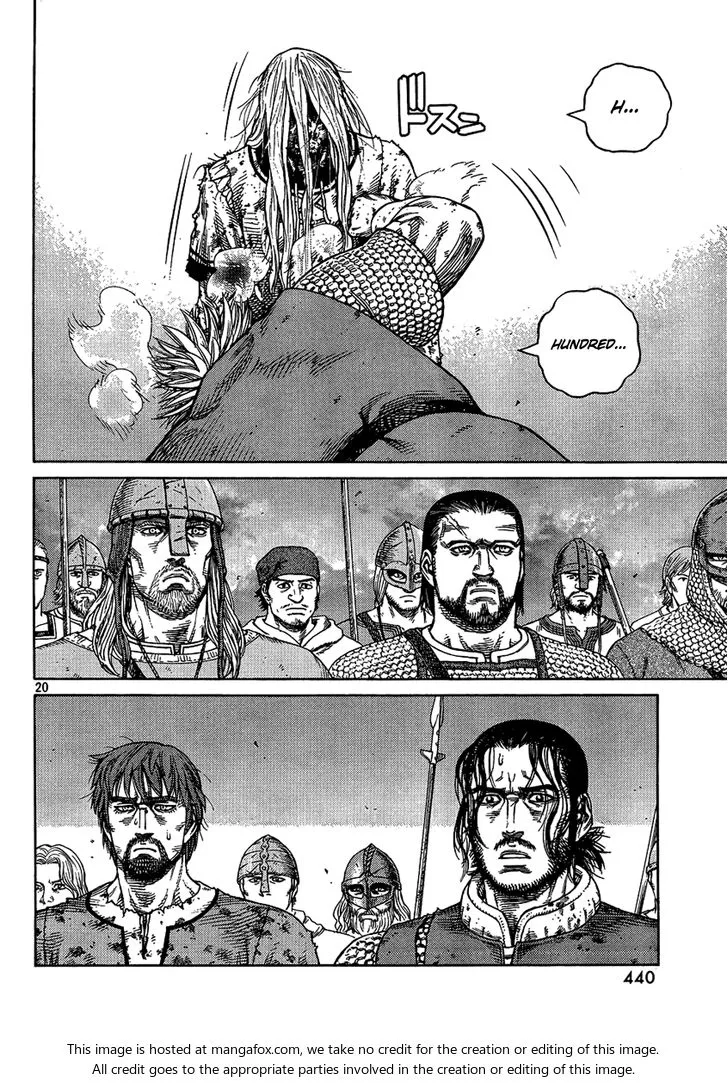 ドスン
H...
HUNDRED...
20
440
This image is hosted at mangafox.com, we take no credit for the creation or editing of this image.
All credit goes to the appropriate parties involved in the creation or editing of this image.